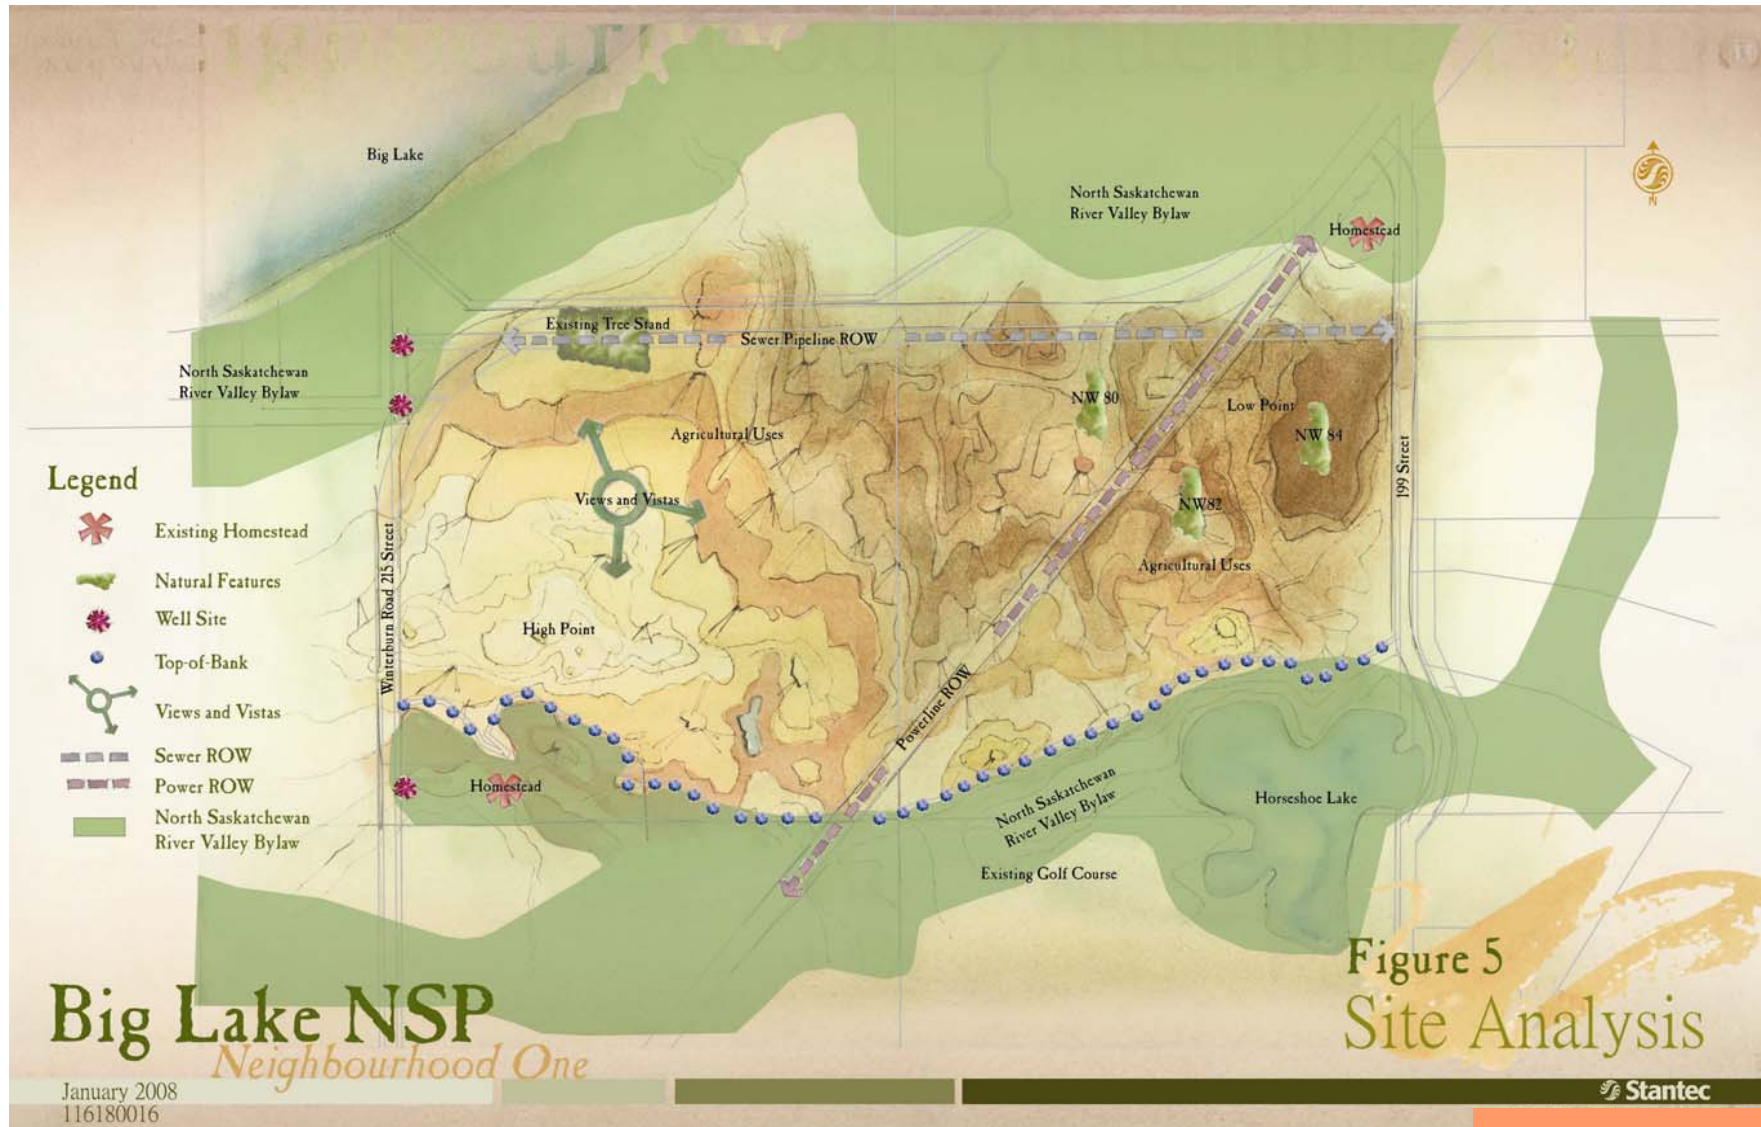 Big Lake
North Saskatchewan
River Valley Bylaw
Homestead
Existing Tree Stand
Sewer Pipeline ROW
North Saskatchewan
River Valley Bylaw
NW 80
Low Point
NW 84
Agricultural Uses
199 Street
Legend
Existing Homestead
Natural Features
Well Site
Top-of-Bank
Views and Vistas
Sewer ROW
Power ROW
North Saskatchewan
River Valley Bylaw
Views and Vistas
NW82
Agricultural Uses
Winterburn Road 215 Street
High Point
Powerline ROW
Homestead
North Saskatchewan
River Valley Bylaw
Horseshoe Lake
Existing Golf Course
Figure 5
Site Analysis
Big Lake NSP
Neighbourhood One
January 2008
116180016
Stantec
N